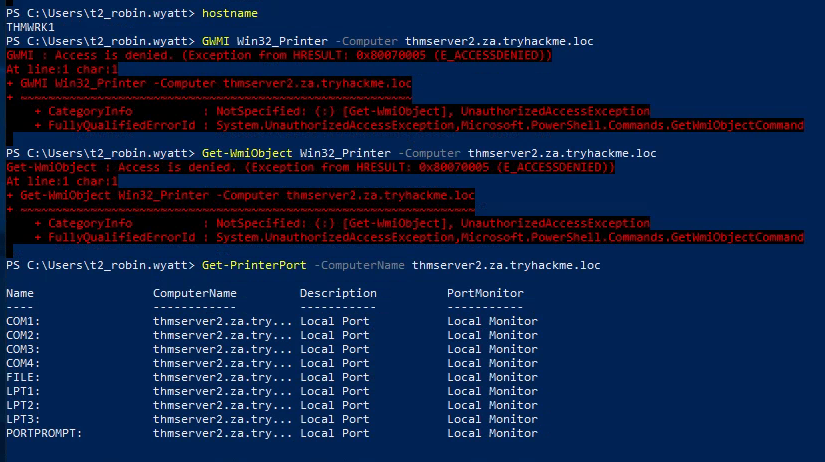 PS C:\Users\t2_robin.wyatt> hostname
THMWRK1
PS C:\Users\t2_robin.wyatt> GWMI Win32_Printer -Computer thmserver2.za.tryhackme.loc
GWMI : Access is denied. (Exception from HRESULT: 0x80070005 (E_ACCESSDENIED))
At line:1 char:1
+ GWMI Win32_Printer -Computer thmserver2.za.tryhackme.loc
+ ~~~~~~~~~~~~~~~~~~~~~~~~~~~~~~~~~~~~~~~~~~~~~~~~~~~~~~~~
    + CategoryInfo          : NotSpecified: (:) [Get-WmiObject], UnauthorizedAccessException
    + FullyQualifiedErrorId : System.UnauthorizedAccessException,Microsoft.PowerShell.Commands.GetWmiObjectCommand
PS C:\Users\t2_robin.wyatt> Get-WmiObject Win32_Printer -Computer thmserver2.za.tryhackme.loc
Get-WmiObject : Access is denied. (Exception from HRESULT: 0x80070005 (E_ACCESSDENIED))
At line:1 char:1
+ Get-WmiObject Win32_Printer -Computer thmserver2.za.tryhackme.loc
+ ~~~~~~~~~~~~~~~~~~~~~~~~~~~~~~~~~~~~~~~~~~~~~~~~~~~~~~~~~~~~~~~~~
    + CategoryInfo          : NotSpecified: (:) [Get-WmiObject], UnauthorizedAccessException
    + FullyQualifiedErrorId : System.UnauthorizedAccessException,Microsoft.PowerShell.Commands.GetWmiObjectCommand
PS C:\Users\t2_robin.wyatt> Get-PrinterPort -ComputerName thmserver2.za.tryhackme.loc
Name                 ComputerName         Description          PortMonitor
----                 ------------         -----------          -----------
COM1:                thmserver2.za.try... Local Port           Local Monitor
COM2:                thmserver2.za.try... Local Port           Local Monitor
COM3:                thmserver2.za.try... Local Port           Local Monitor
COM4:                thmserver2.za.try... Local Port           Local Monitor
FILE:                thmserver2.za.try... Local Port           Local Monitor
LPT1:                thmserver2.za.try... Local Port           Local Monitor
LPT2:                thmserver2.za.try... Local Port           Local Monitor
LPT3:                thmserver2.za.try... Local Port           Local Monitor
PORTPROMPT:          thmserver2.za.try... Local Port           Local Monitor